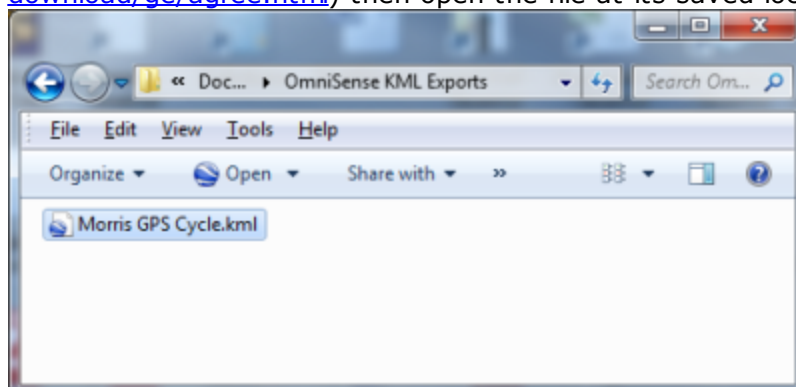 download/ge/agree.html) then open the file at its saved loc
« Doc... ▸ OmniSense KML Exports Search Om...
File Edit View Tools Help
Organize ▾ Open ▾ Share with ▾ »
Morris GPS Cycle.kml